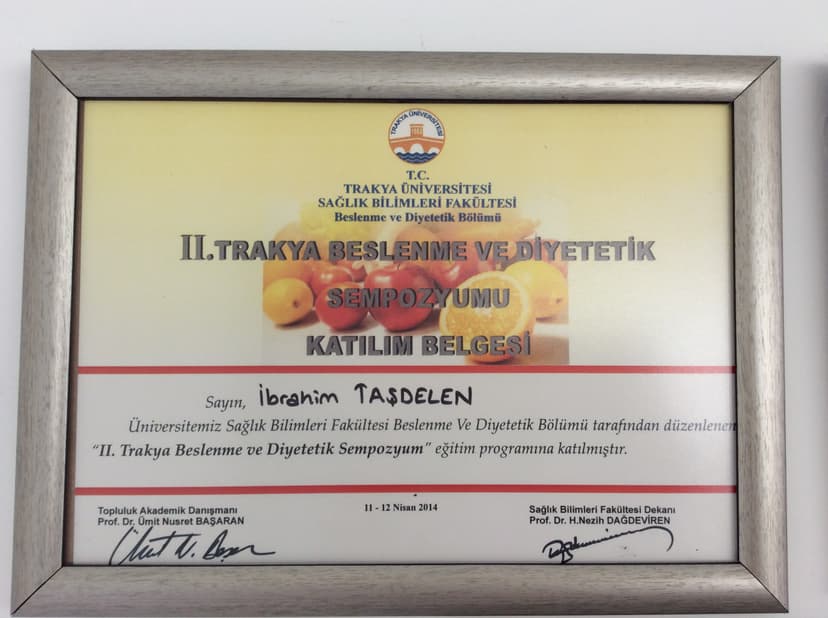 TRAKYA ÜNİVERSİTESİ
T.C.
TRAKYA ÜNİVERSİTESİ
SAĞLIK BİLİMLERİ FAKÜLTESİ
Beslenme ve Diyetetik Bölümü
II.TRAKYA BESLENME VE DİYETETİK
SEMPOZYUMU
KATILIM BELGESİ
Sayın, İbrahim TAŞDELEN
Üniversitemiz Sağlık Bilimleri Fakültesi Beslenme Ve Diyetetik Bölümü tarafından düzenlenen
“II. Trakya Beslenme ve Diyetetik Sempozyum” eğitim programına katılmıştır.
Topluluk Akademik Danışmanı
Prof. Dr. Ümit Nusret BAŞARAN
11 - 12 Nisan 2014
Sağlık Bilimleri Fakültesi Dekanı
Prof. Dr. H.Nezih DAĞDEVİREN